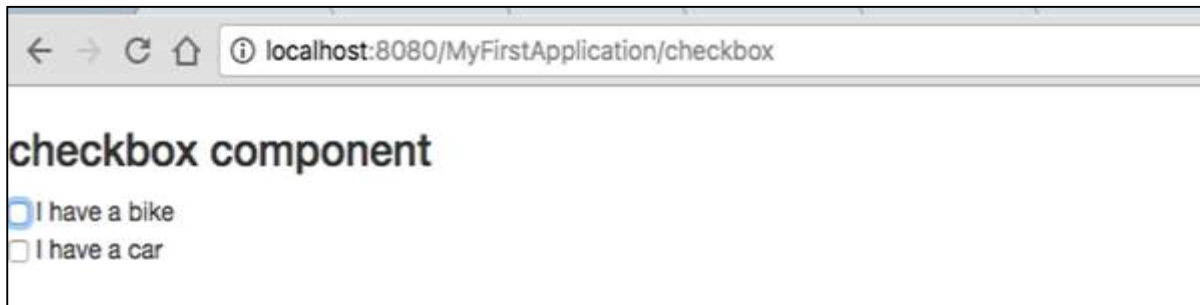 localhost:8080/MyFirstApplication/checkbox
checkbox component
I have a bike
I have a car